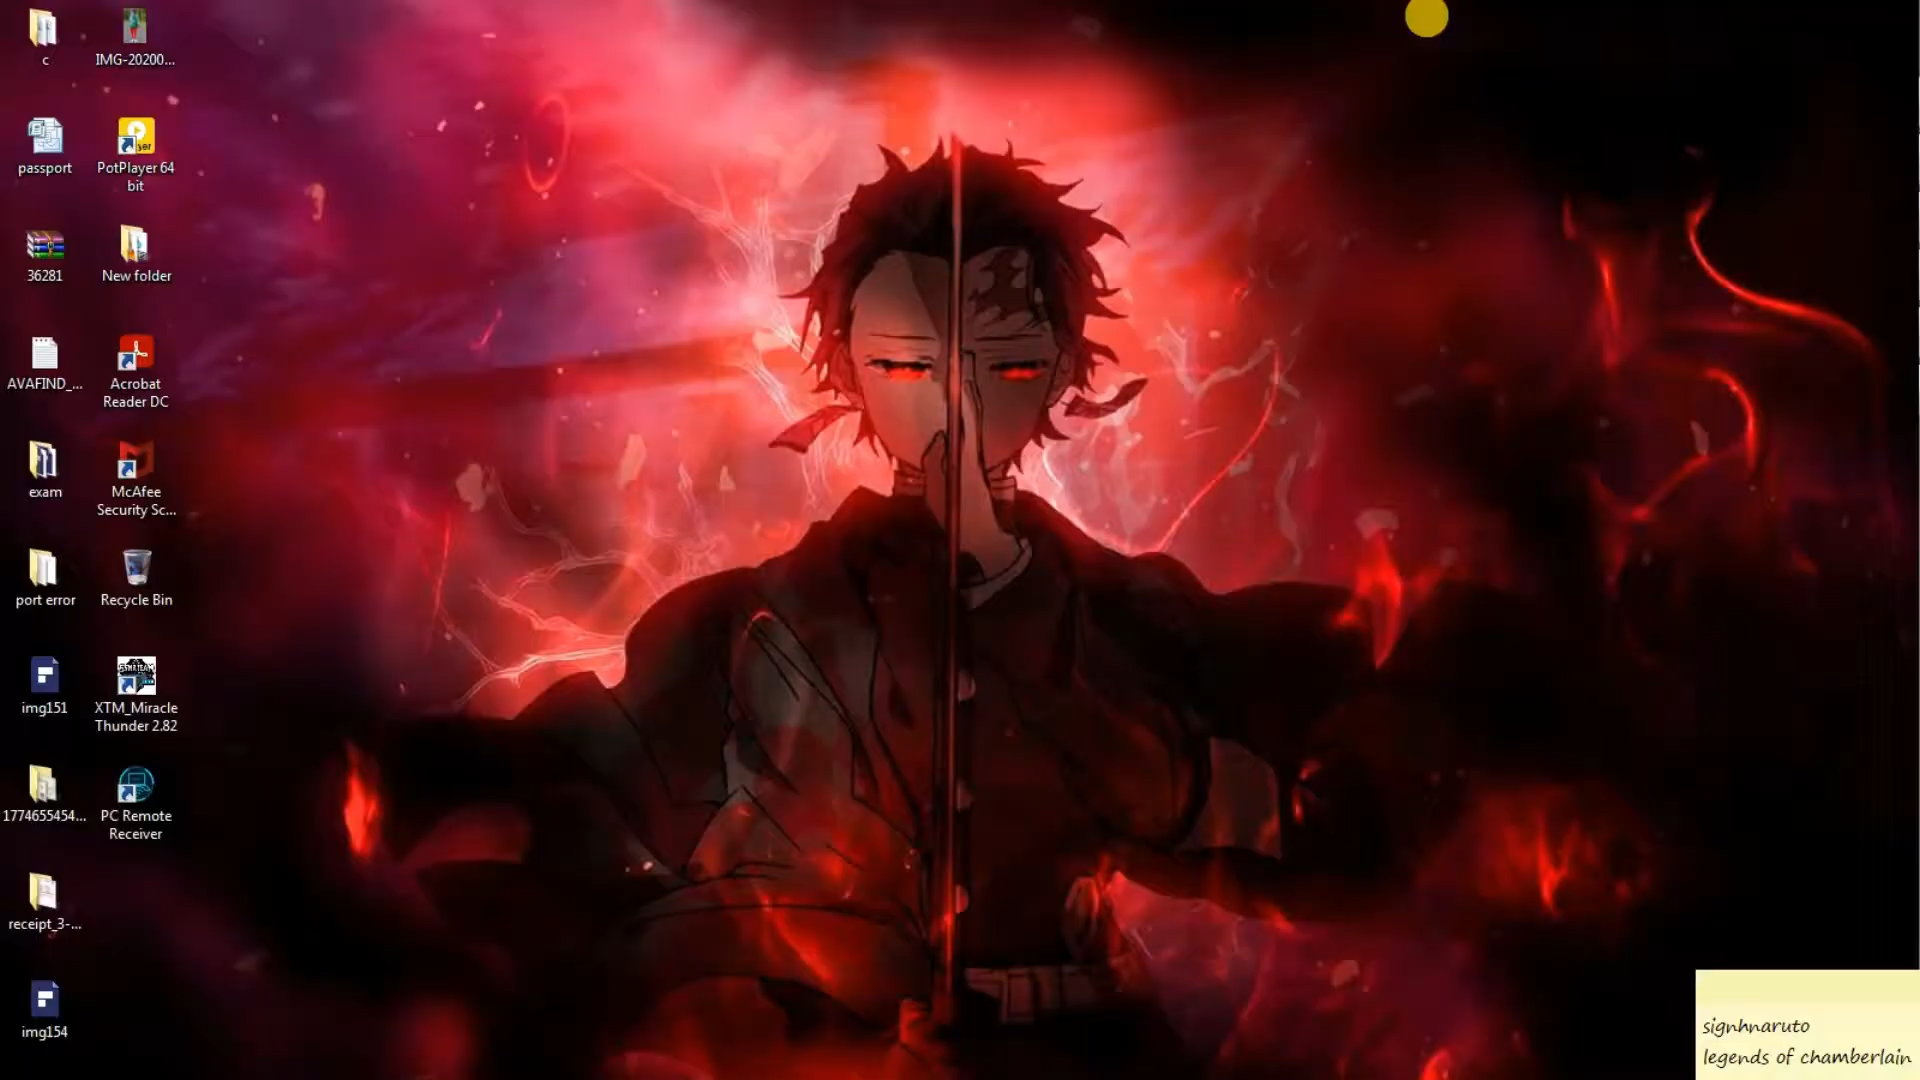 c
IMG-20200...
passport
PotPlayer 64
bit
36281
New folder
AVAFIND_...
Acrobat
Reader DC
exam
McAfee
Security Sc...
port error
Recycle Bin
img151
XTM_Miracle
Thunder 2.82
1774655454...
PC Remote
Receiver
receipt_3-...
img154
signhnaruto
legends of chamberlain